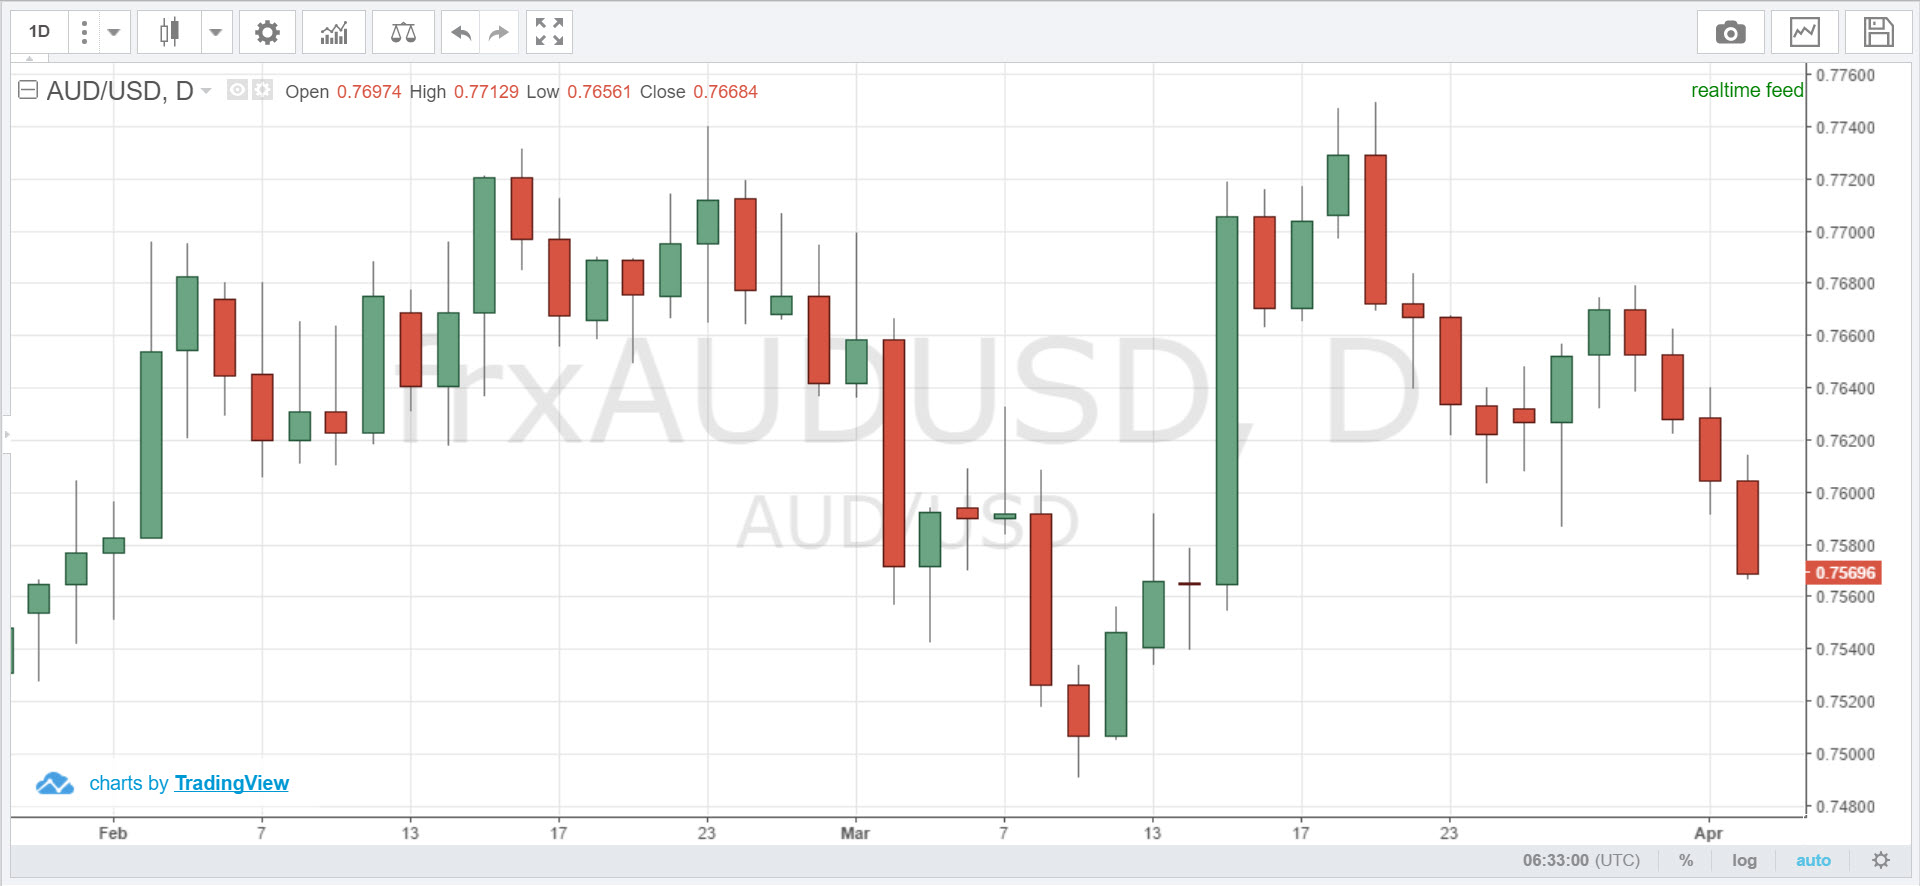 1D
AUD/USD, D Open 0.76974 High 0.77129 Low 0.76561 Close 0.76684
realtime feed
0.77600
0.77400
0.77200
0.77000
0.76800
0.76600
0.76400
0.76200
0.76000
0.75800
0.75696
0.75600
0.75400
0.75200
0.75000
0.74800
frxAUDUSD, D
AUD/USD
charts by TradingView
Feb 7 13 17 23 Mar 7 13 17 23 Apr
06:33:00 (UTC) % log auto